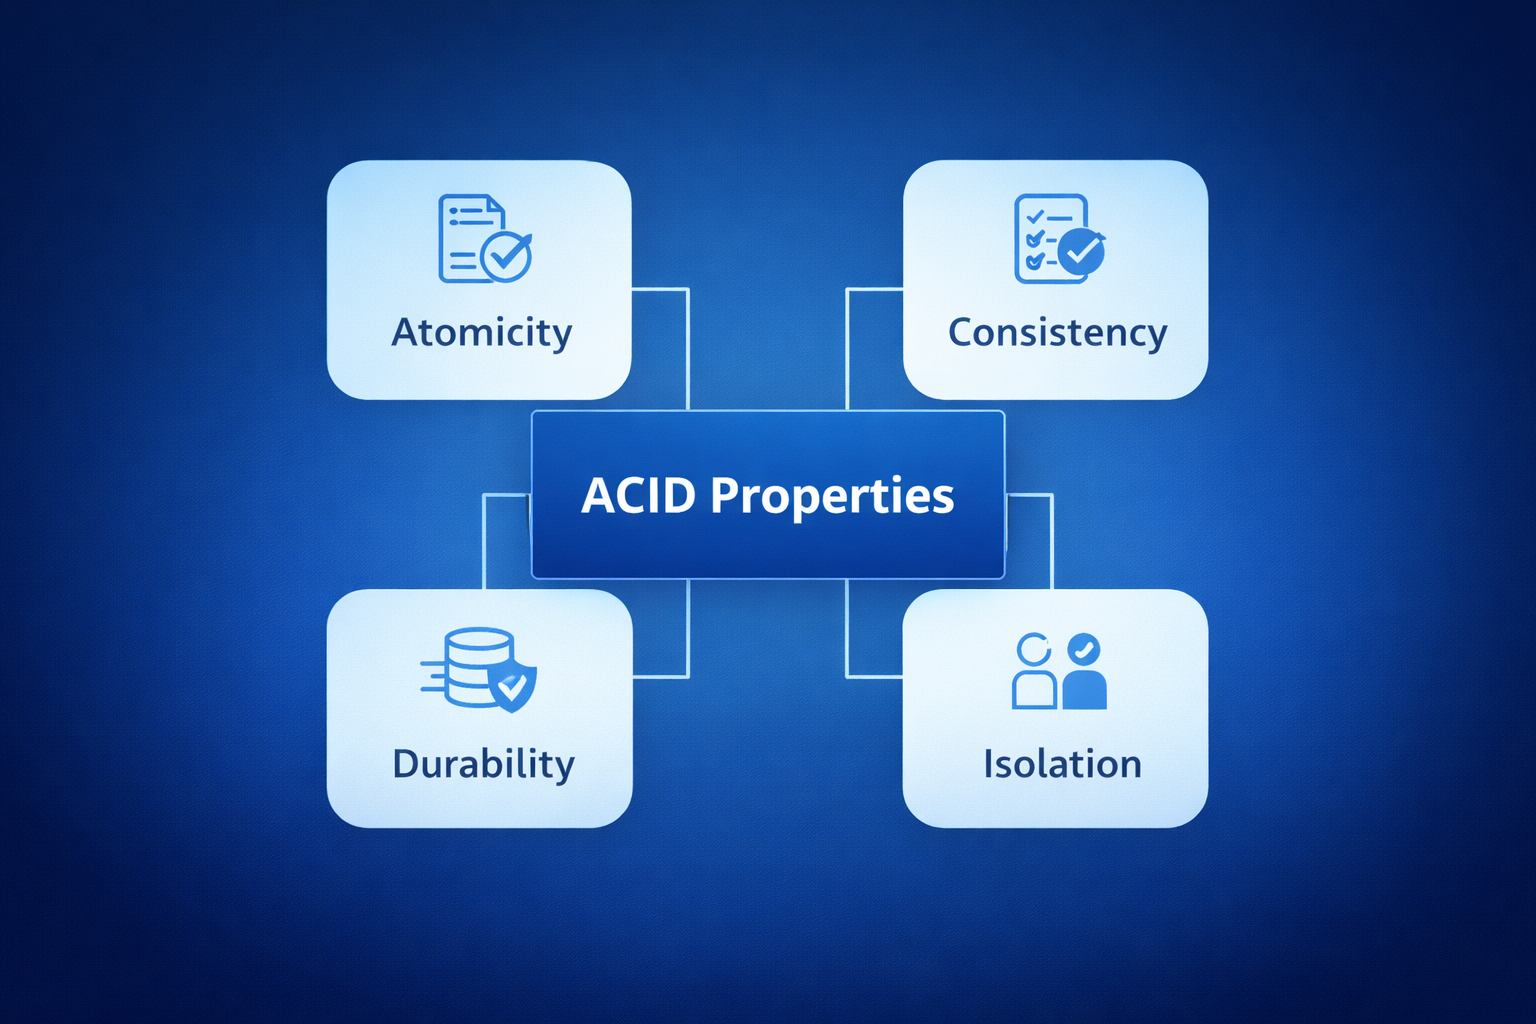 Atomicity
Consistency
ACID Properties
Durability
Isolation